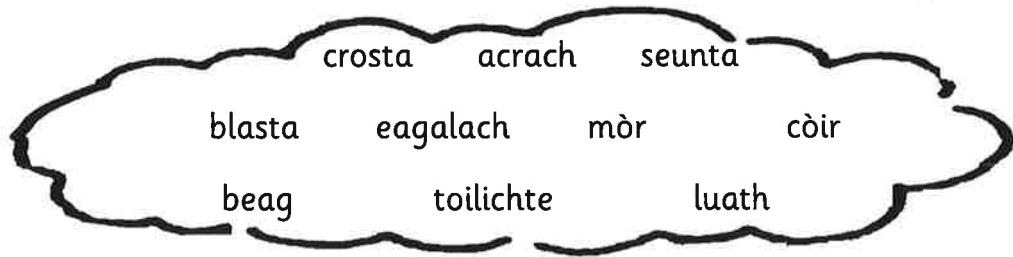 crosta acrach seunta
blasta eagalach mòr còir
beag toilichte luath